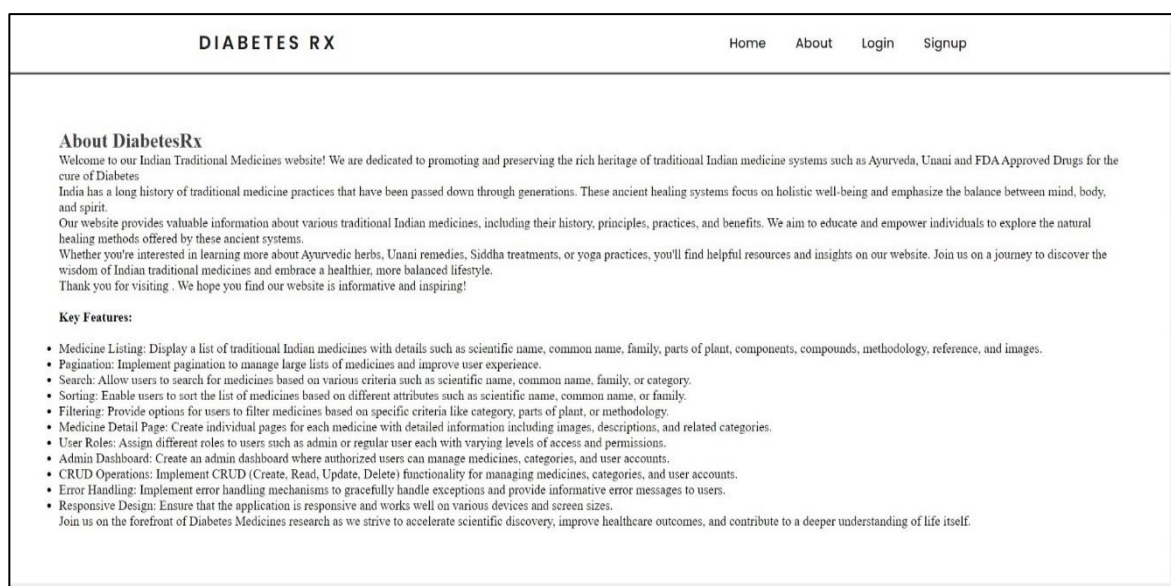 DIABETES RX
Home About Login Signup
About DiabetesRx
Welcome to our Indian Traditional Medicines website! We are dedicated to promoting and preserving the rich heritage of traditional Indian medicine systems such as Ayurveda, Unani and FDA Approved Drugs for the
cure of Diabetes
India has a long history of traditional medicine practices that have been passed down through generations. These ancient healing systems focus on holistic well-being and emphasize the balance between mind, body,
and spirit.
Our website provides valuable information about various traditional Indian medicines, including their history, principles, practices, and benefits. We aim to educate and empower individuals to explore the natural
healing methods offered by these ancient systems.
Whether you're interested in learning more about Ayurvedic herbs, Unani remedies, Siddha treatments, or yoga practices, you'll find helpful resources and insights on our website. Join us on a journey to discover the
wisdom of Indian traditional medicines and embrace a healthier, more balanced lifestyle.
Thank you for visiting . We hope you find our website is informative and inspiring!
Key Features:
• Medicine Listing: Display a list of traditional Indian medicines with details such as scientific name, common name, family, parts of plant, components, compounds, methodology, reference, and images.
• Pagination: Implement pagination to manage large lists of medicines and improve user experience.
• Search: Allow users to search for medicines based on various criteria such as scientific name, common name, family, or category.
• Sorting: Enable users to sort the list of medicines based on different attributes such as scientific name, common name, or family.
• Filtering: Provide options for users to filter medicines based on specific criteria like category, parts of plant, or methodology.
• Medicine Detail Page: Create individual pages for each medicine with detailed information including images, descriptions, and related categories.
• User Roles: Assign different roles to users such as admin or regular user each with varying levels of access and permissions.
• Admin Dashboard: Create an admin dashboard where authorized users can manage medicines, categories, and user accounts.
• CRUD Operations: Implement CRUD (Create, Read, Update, Delete) functionality for managing medicines, categories, and user accounts.
• Error Handling: Implement error handling mechanisms to gracefully handle exceptions and provide informative error messages to users.
• Responsive Design: Ensure that the application is responsive and works well on various devices and screen sizes.
Join us on the forefront of Diabetes Medicines research as we strive to accelerate scientific discovery, improve healthcare outcomes, and contribute to a deeper understanding of life itself.